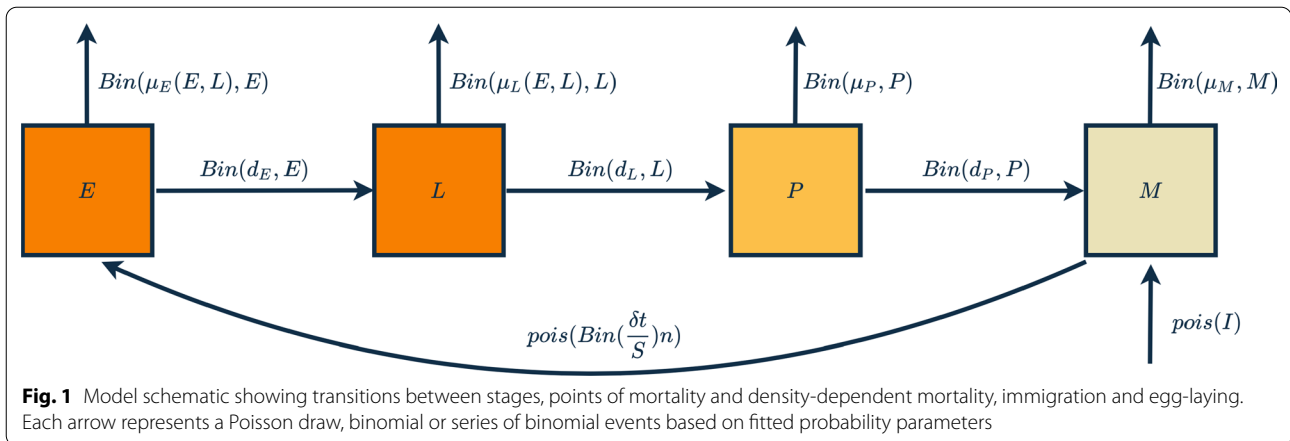 Bin(μ_E(E, L), E)
Bin(μ_L(E, L), L)
Bin(μ_P, P)
Bin(μ_M, M)
E
Bin(d_E, E)
L
Bin(d_L, L)
P
Bin(d_P, P)
M
pois(Bin(δt/S)n)
pois(I)
Fig. 1 Model schematic showing transitions between stages, points of mortality and density-dependent mortality, immigration and egg-laying.
Each arrow represents a Poisson draw, binomial or series of binomial events based on fitted probability parameters